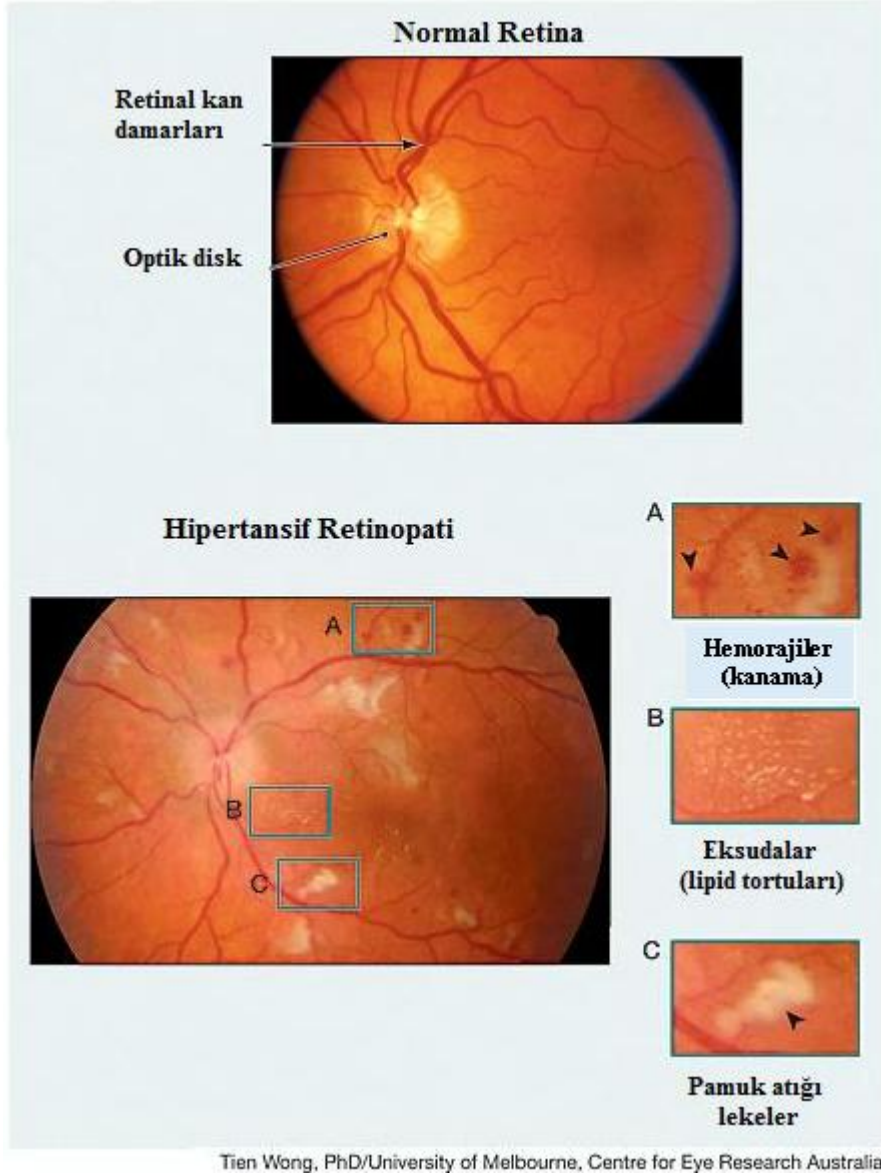 Normal Retina
Retinal kan
damarları
Optik disk
Hipertansif Retinopati
A
B
C
A
Hemorajiler
(kanama)
B
Eksudalar
(lipid tortuları)
C
Pamuk atığı
lekeler
Tien Wong, PhD/University of Melbourne, Centre for Eye Research Australia